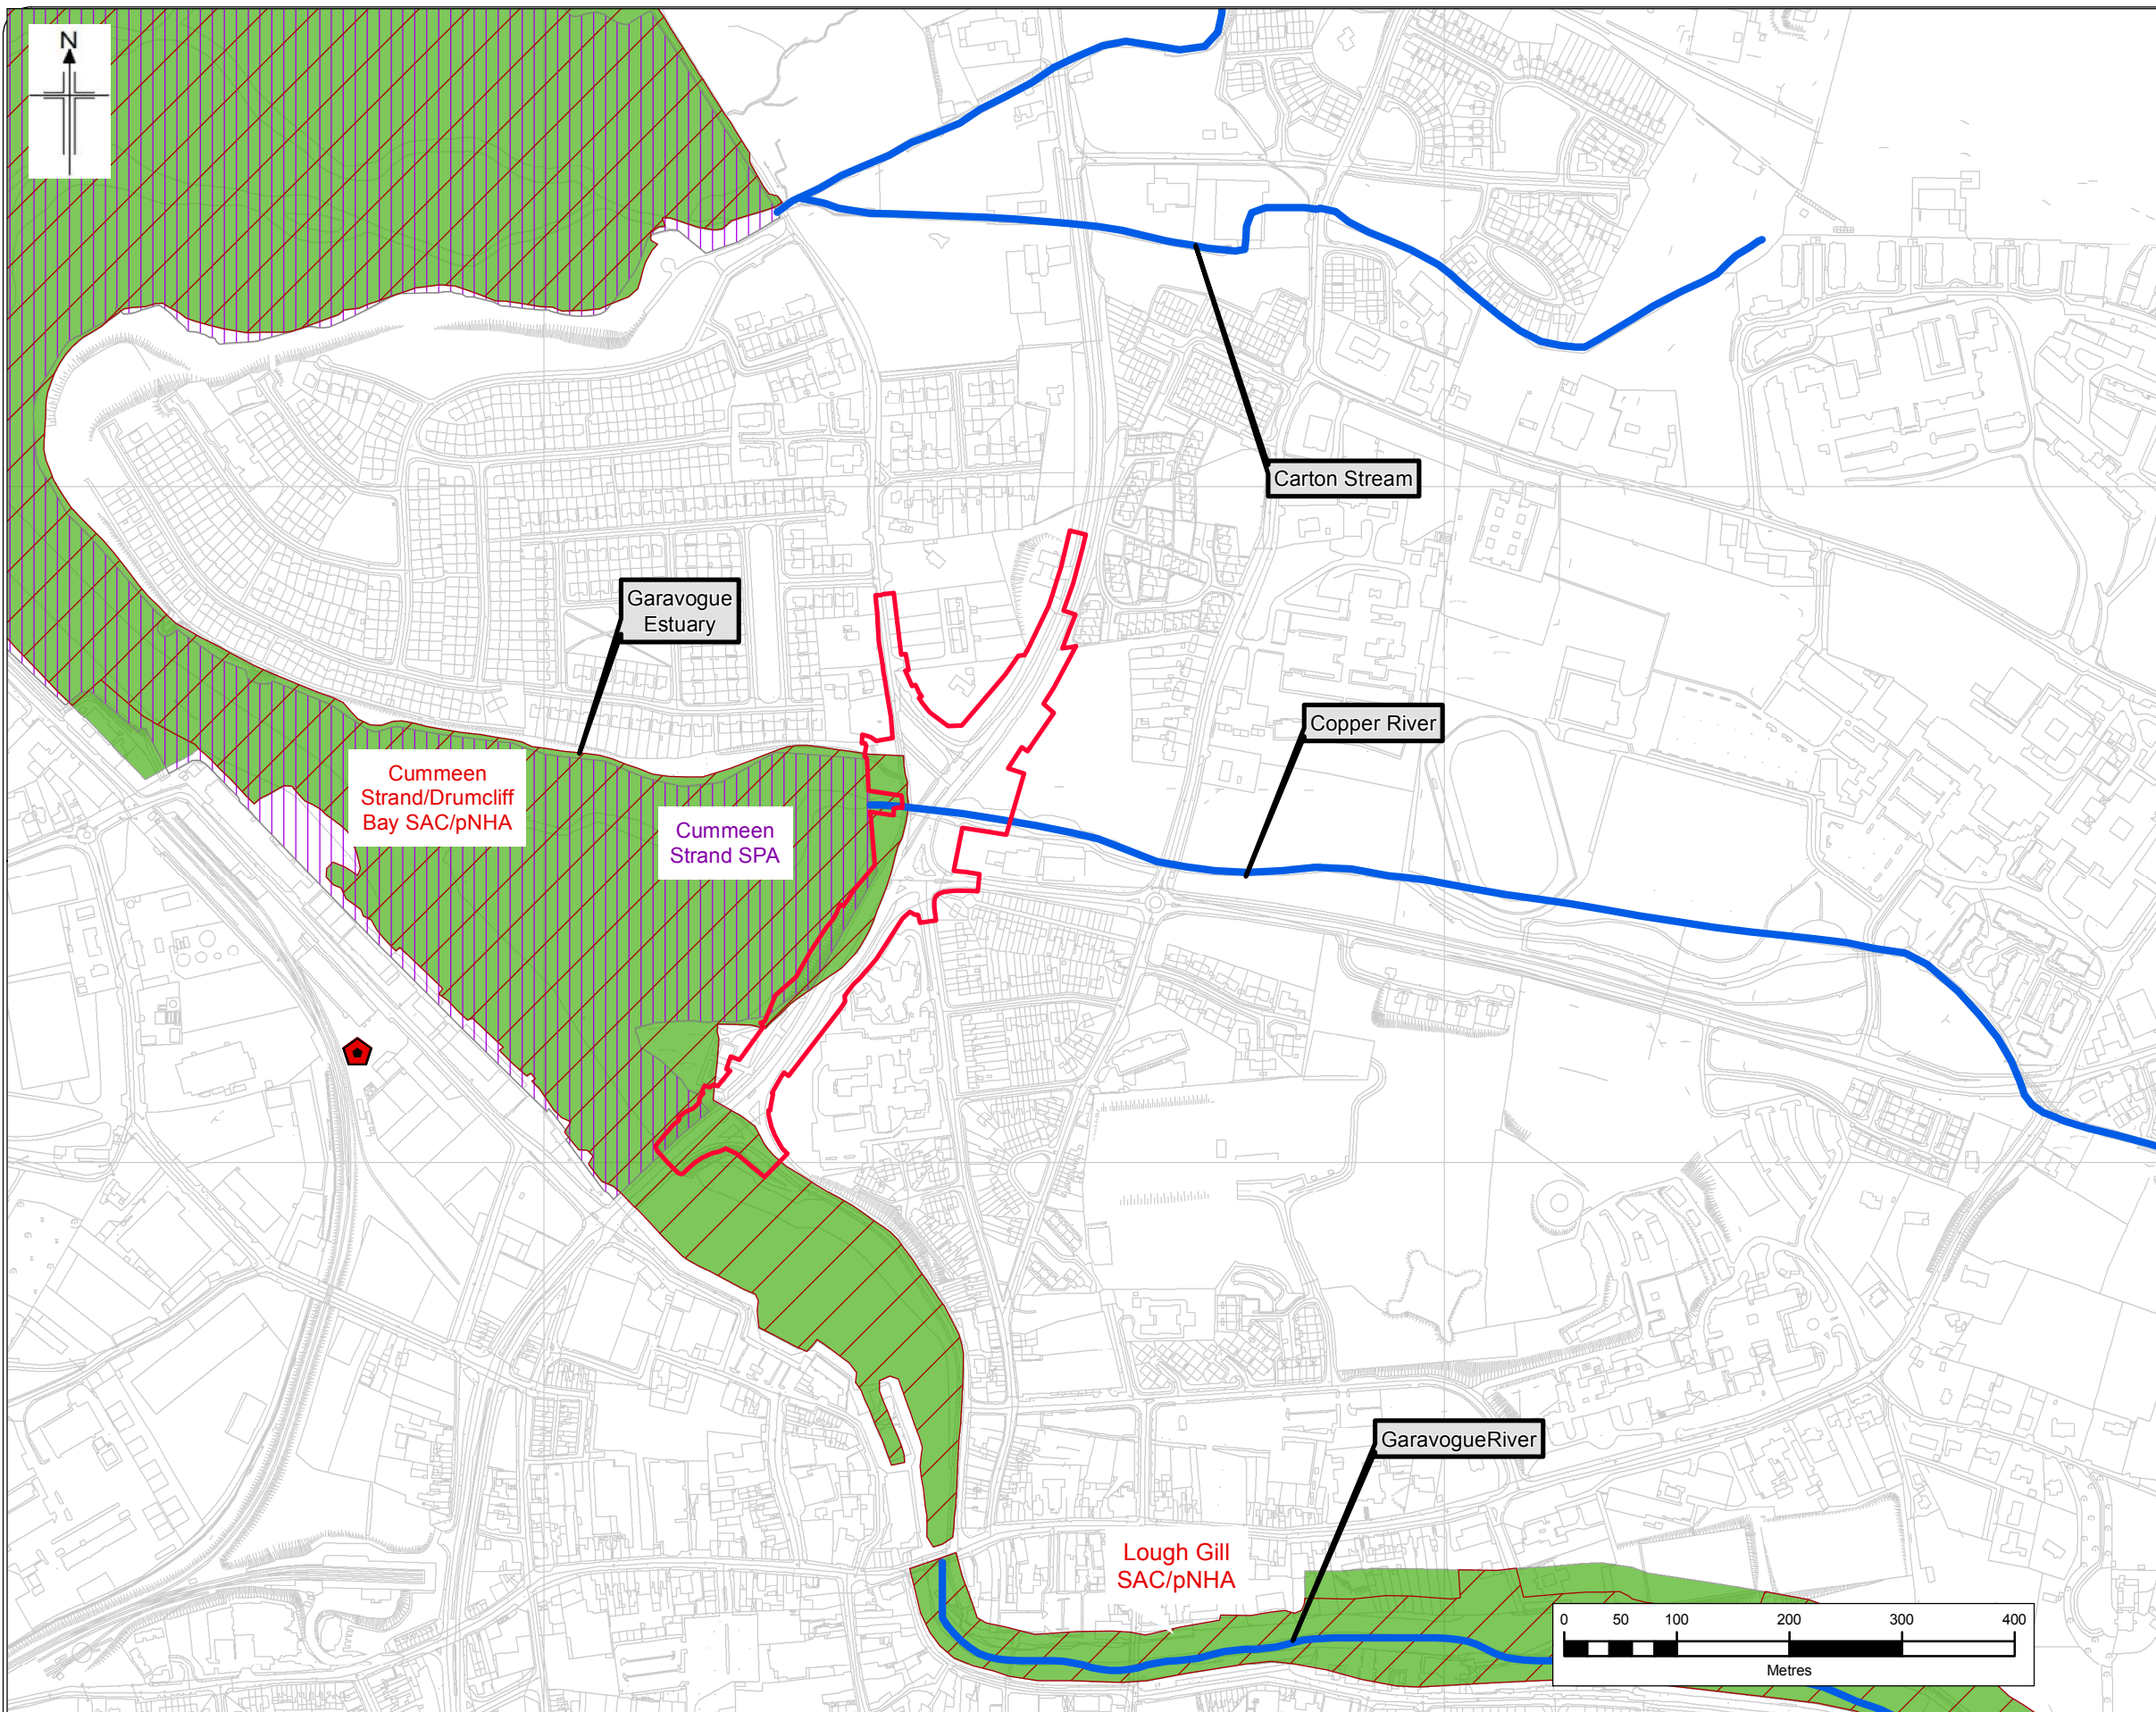 N
Carton Stream
Garavogue
Estuary
Copper River
Cummeen
Strand/Drumcliff
Bay SAC/pNHA
Cummeen
Strand SPA
GaravogueRiver
Lough Gill
SAC/pNHA
0 50 100 200 300 400
Metres